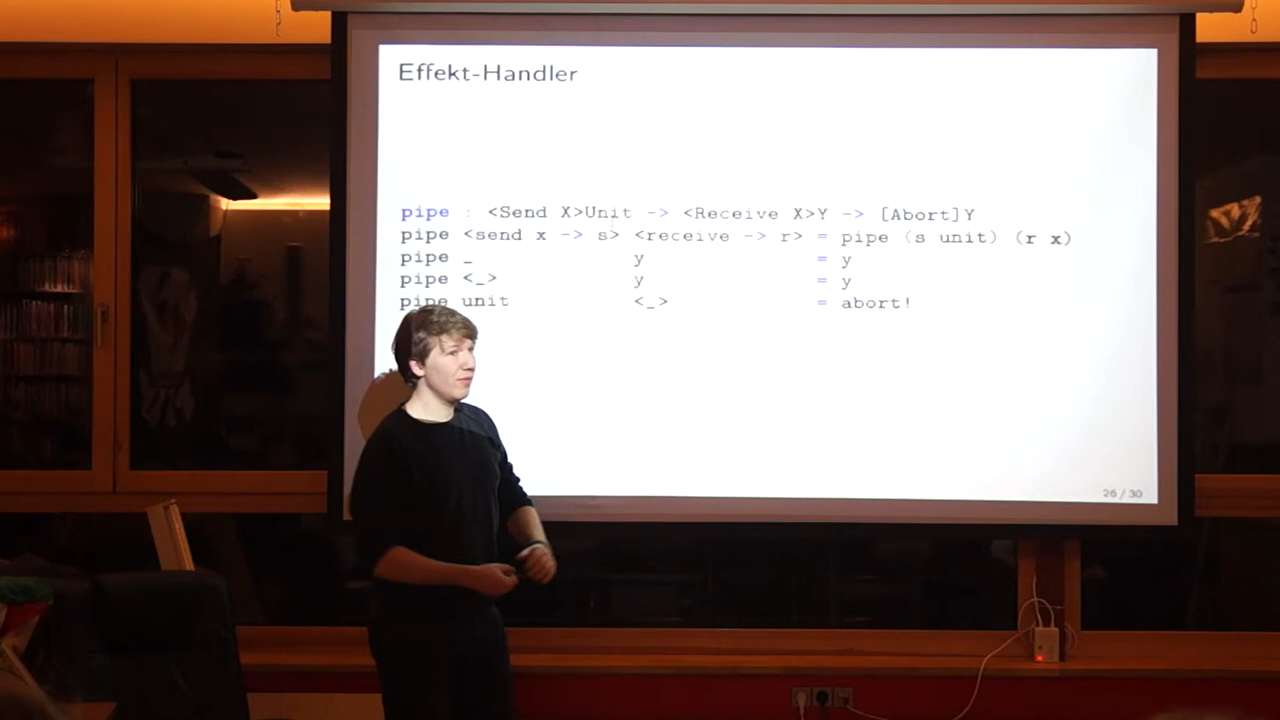 Effekt-Handler
pipe : <Send X>Unit -> <Receive X>Y -> [Abort]Y
pipe <send x -> s> <receive -> r> = pipe (s unit) (r x)
pipe _ y = y
pipe <_> y = y
pipe unit <_> = abort!
26 / 30